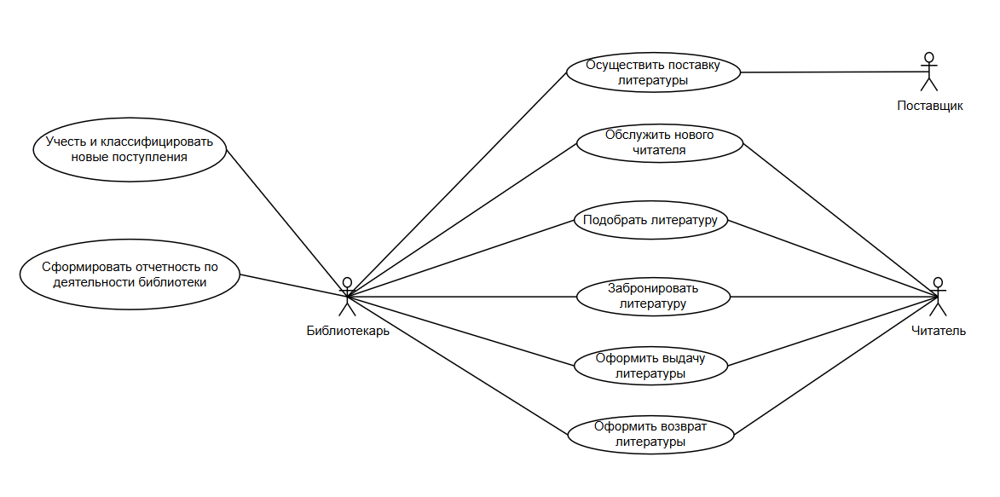 Осуществить поставку
литературы
Поставщик
Учесть и классифицировать
новые поступления
Обслужить нового
читателя
Подобрать литературу
Сформировать отчетность по
деятельности библиотеки
Забронировать
литературу
Библиотекарь
Читатель
Оформить выдачу
литературы
Оформить возврат
литературы